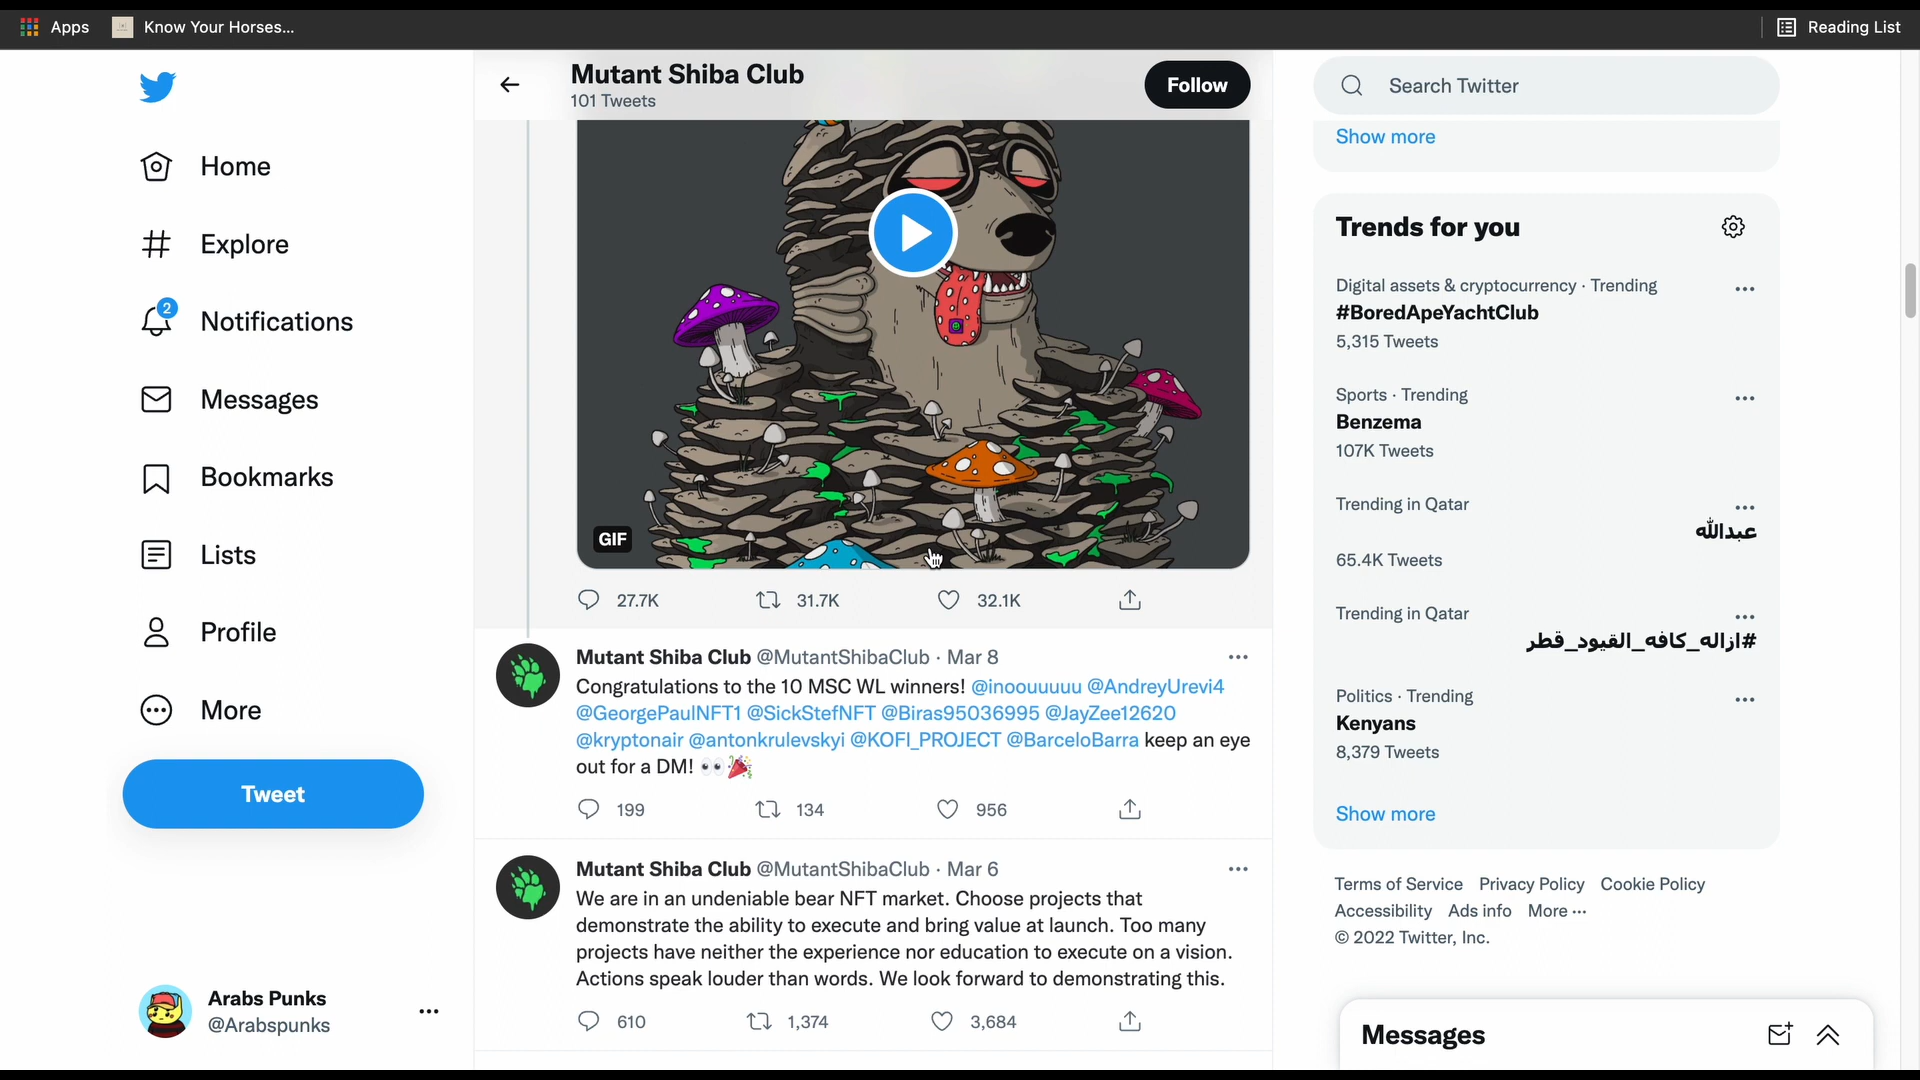 Apps
Know Your Horses...
Reading List
Mutant Shiba Club
101 Tweets
Follow
Search Twitter
Home
Explore
2
Notifications
Messages
Bookmarks
Lists
Profile
More
Tweet
Arabs Punks
@Arabspunks
GIF
27.7K
31.7K
32.1K
Mutant Shiba Club @MutantShibaClub · Mar 8
Congratulations to the 10 MSC WL winners! @inoouuuuu @AndreyUrevi4
@GeorgePaulNFT1 @SickStefNFT @Biras95036995 @JayZee12620
@kryptonair @antonkrulevskyi @KOFI_PROJECT @BarceloBarra keep an eye
out for a DM! 👀🎉
199
134
956
Mutant Shiba Club @MutantShibaClub · Mar 6
We are in an undeniable bear NFT market. Choose projects that
demonstrate the ability to execute and bring value at launch. Too many
projects have neither the experience nor education to execute on a vision.
Actions speak louder than words. We look forward to demonstrating this.
610
1,374
3,684
Show more
Trends for you
Digital assets & cryptocurrency · Trending
#BoredApeYachtClub
5,315 Tweets
Sports · Trending
Benzema
107K Tweets
Trending in Qatar
عبدالله
65.4K Tweets
Trending in Qatar
#ازاله_كافه_القيود_قطر
Politics · Trending
Kenyans
8,379 Tweets
Show more
Terms of Service Privacy Policy Cookie Policy
Accessibility Ads info More ···
© 2022 Twitter, Inc.
Messages